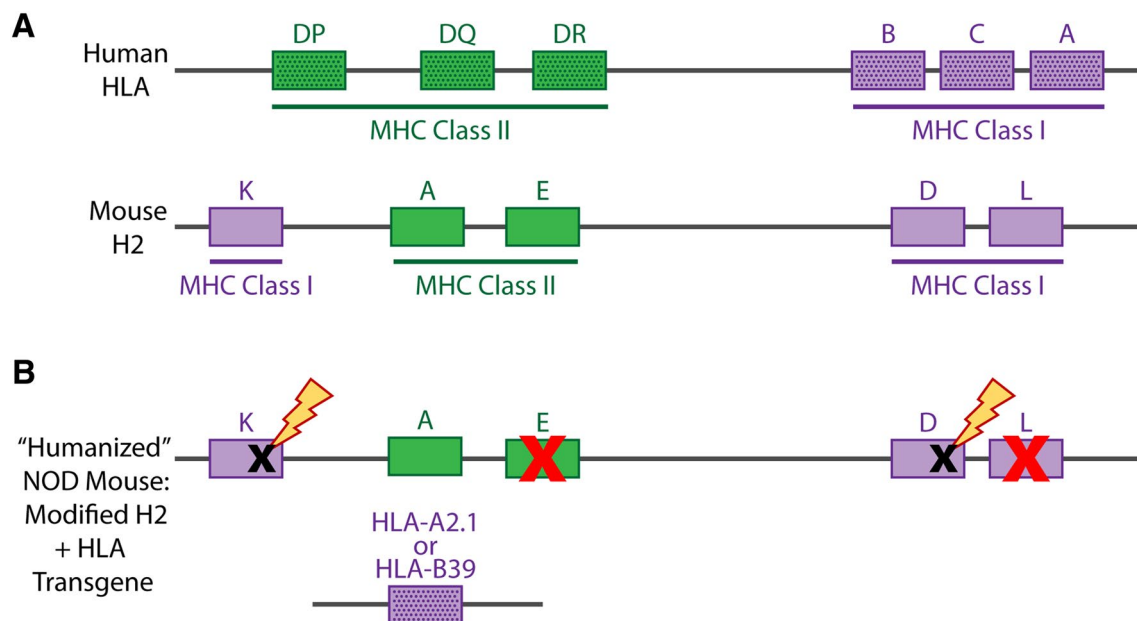 A
Human
HLA
DP DQ DR B C A
MHC Class II MHC Class I
Mouse
H2
K A E D L
MHC Class I MHC Class II MHC Class I
B
"Humanized"
NOD Mouse:
Modified H2
+ HLA
Transgene
K A E D L
X X X X
HLA-A2.1
or
HLA-B39